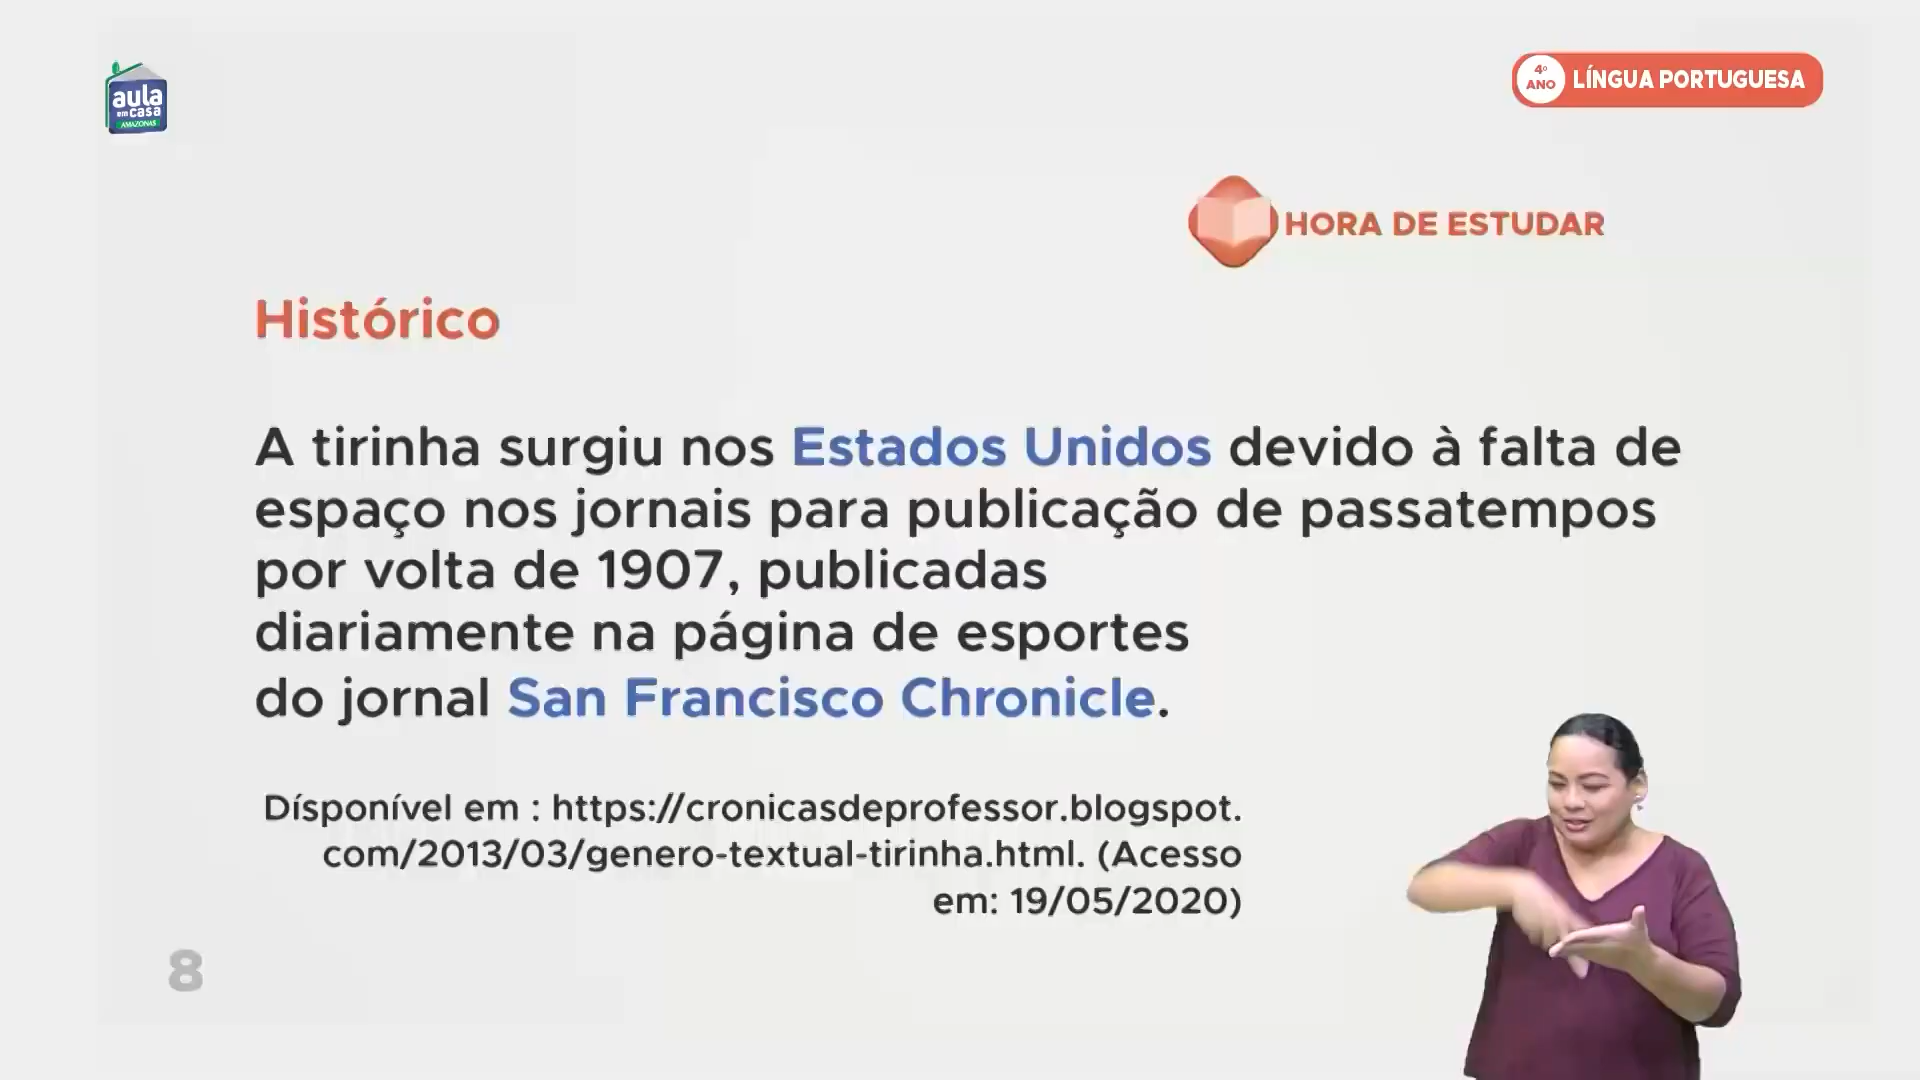 aula
em casa
AMAZONAS
4º
ANO
LÍNGUA PORTUGUESA
HORA DE ESTUDAR
Histórico
A tirinha surgiu nos Estados Unidos devido à falta de
espaço nos jornais para publicação de passatempos
por volta de 1907, publicadas
diariamente na página de esportes
do jornal San Francisco Chronicle.
Dísponível em : https://cronicasdeprofessor.blogspot.
com/2013/03/genero-textual-tirinha.html. (Acesso
em: 19/05/2020)
8